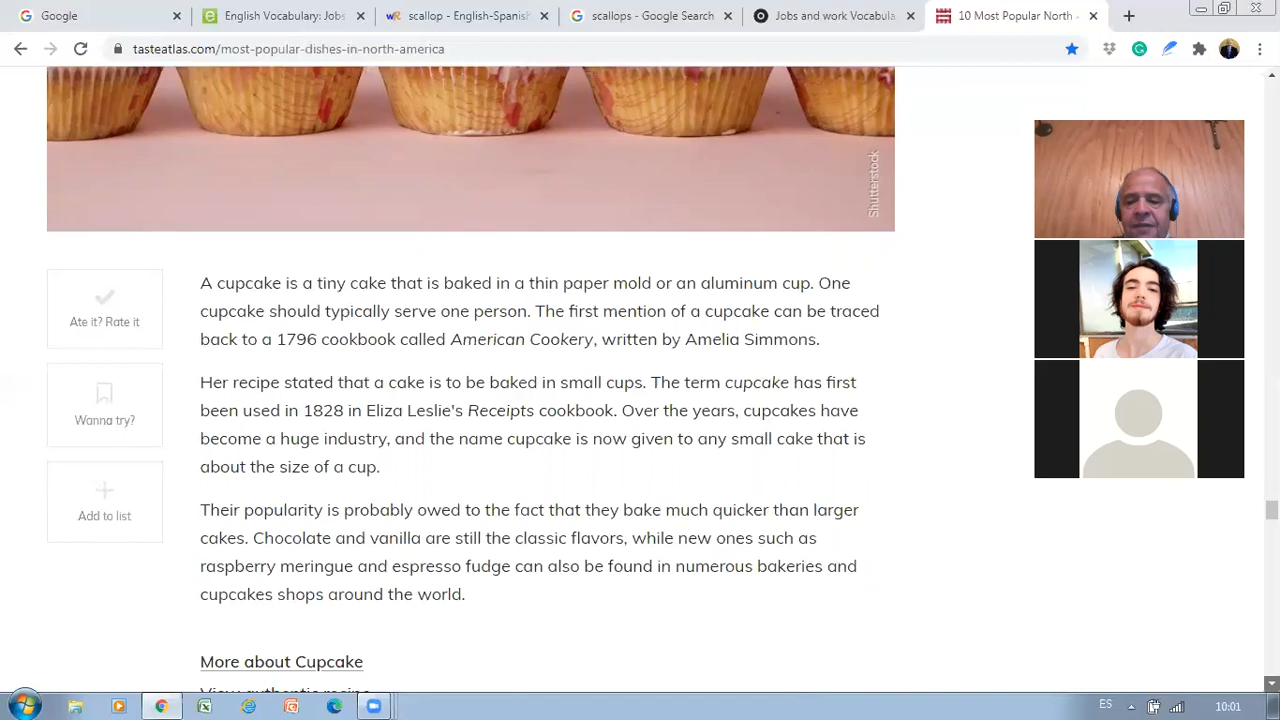 Google
English Vocabulary: Jobs
wR
scallop - English-Spanish
scallops - Google Search
Jobs and work Vocabula
10 Most Popular North
tasteatlas.com/most-popular-dishes-in-north-america
Shutterstock
Ate it? Rate it
Wanna try?
Add to list
A cupcake is a tiny cake that is baked in a thin paper mold or an aluminum cup. One
cupcake should typically serve one person. The first mention of a cupcake can be traced
back to a 1796 cookbook called American Cookery, written by Amelia Simmons.
Her recipe stated that a cake is to be baked in small cups. The term cupcake has first
been used in 1828 in Eliza Leslie's Receipts cookbook. Over the years, cupcakes have
become a huge industry, and the name cupcake is now given to any small cake that is
about the size of a cup.
Their popularity is probably owed to the fact that they bake much quicker than larger
cakes. Chocolate and vanilla are still the classic flavors, while new ones such as
raspberry meringue and espresso fudge can also be found in numerous bakeries and
cupcakes shops around the world.
More about Cupcake
View authentic recipe
ES
10:01